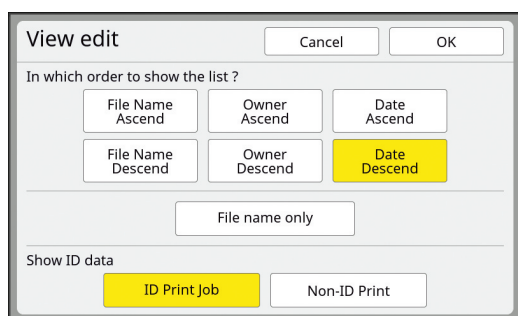 View edit
Cancel
OK
In which order to show the list ?
File Name
Ascend
Owner
Ascend
Date
Ascend
File Name
Descend
Owner
Descend
Date
Descend
File name only
Show ID data
ID Print Job
Non-ID Print